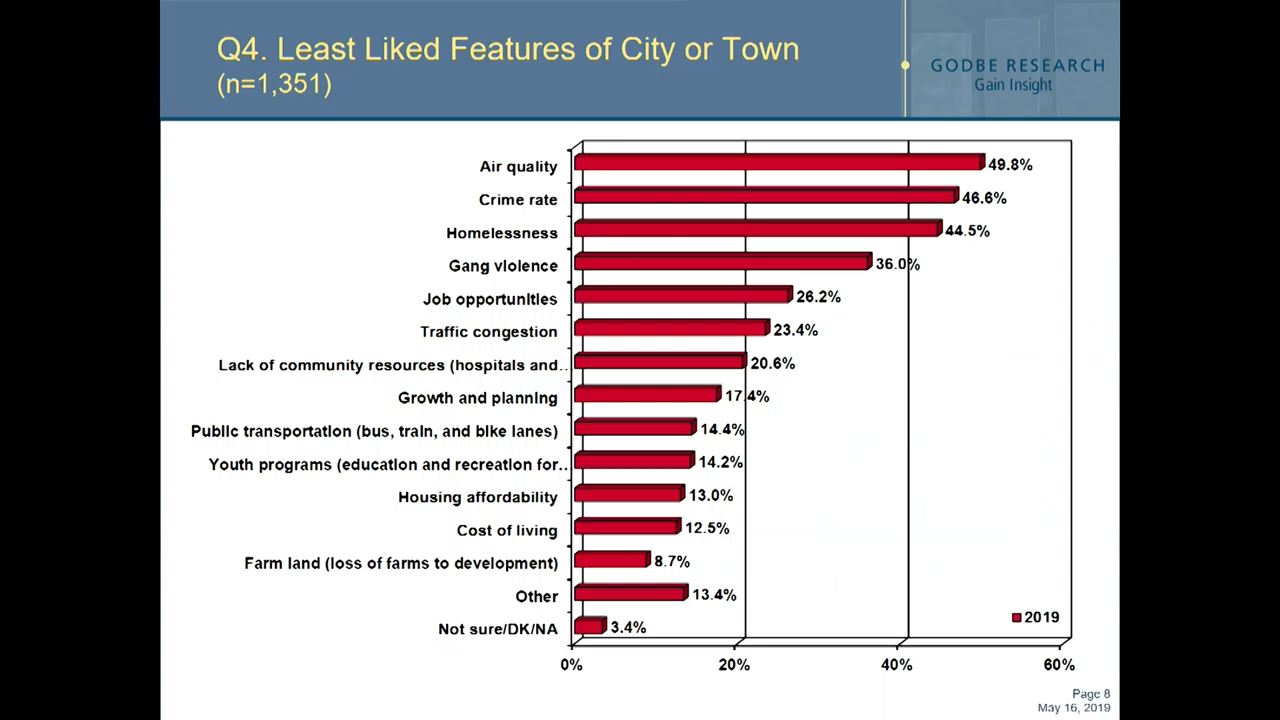 Q4. Least Liked Features of City or Town
(n=1,351)
GODBE RESEARCH
Gain Insight
Air quality 49.8%
Crime rate 46.6%
Homelessness 44.5%
Gang violence 36.0%
Job opportunities 26.2%
Traffic congestion 23.4%
Lack of community resources (hospitals and... 20.6%
Growth and planning 17.4%
Public transportation (bus, train, and bike lanes) 14.4%
Youth programs (education and recreation for... 14.2%
Housing affordability 13.0%
Cost of living 12.5%
Farm land (loss of farms to development) 8.7%
Other 13.4%
Not sure/DK/NA 3.4%
2019
0% 20% 40% 60%
Page 8
May 16, 2019